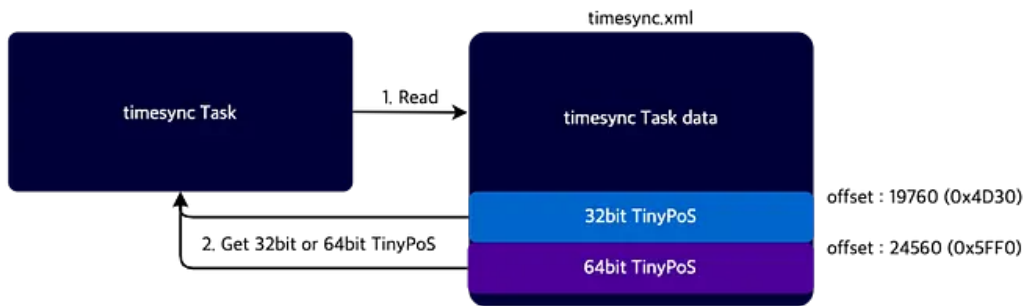 timesync.xml
timesync Task
1. Read
timesync Task data
offset : 19760 (0x4D30)
32bit TinyPoS
2. Get 32bit or 64bit TinyPoS
offset : 24560 (0x5FF0)
64bit TinyPoS